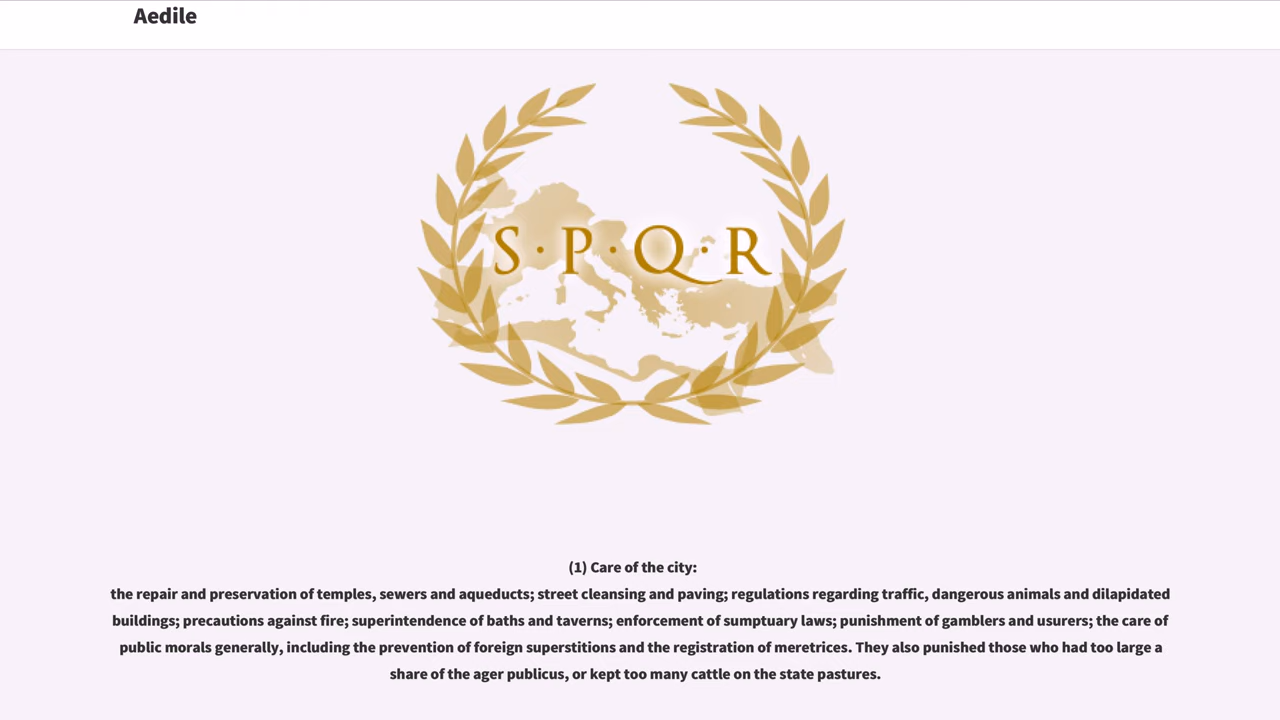 Aedile
S·P·Q·R
(1) Care of the city:
the repair and preservation of temples, sewers and aqueducts; street cleansing and paving; regulations regarding traffic, dangerous animals and dilapidated
buildings; precautions against fire; superintendence of baths and taverns; enforcement of sumptuary laws; punishment of gamblers and usurers; the care of
public morals generally, including the prevention of foreign superstitions and the registration of meretrices. They also punished those who had too large a
share of the ager publicus, or kept too many cattle on the state pastures.